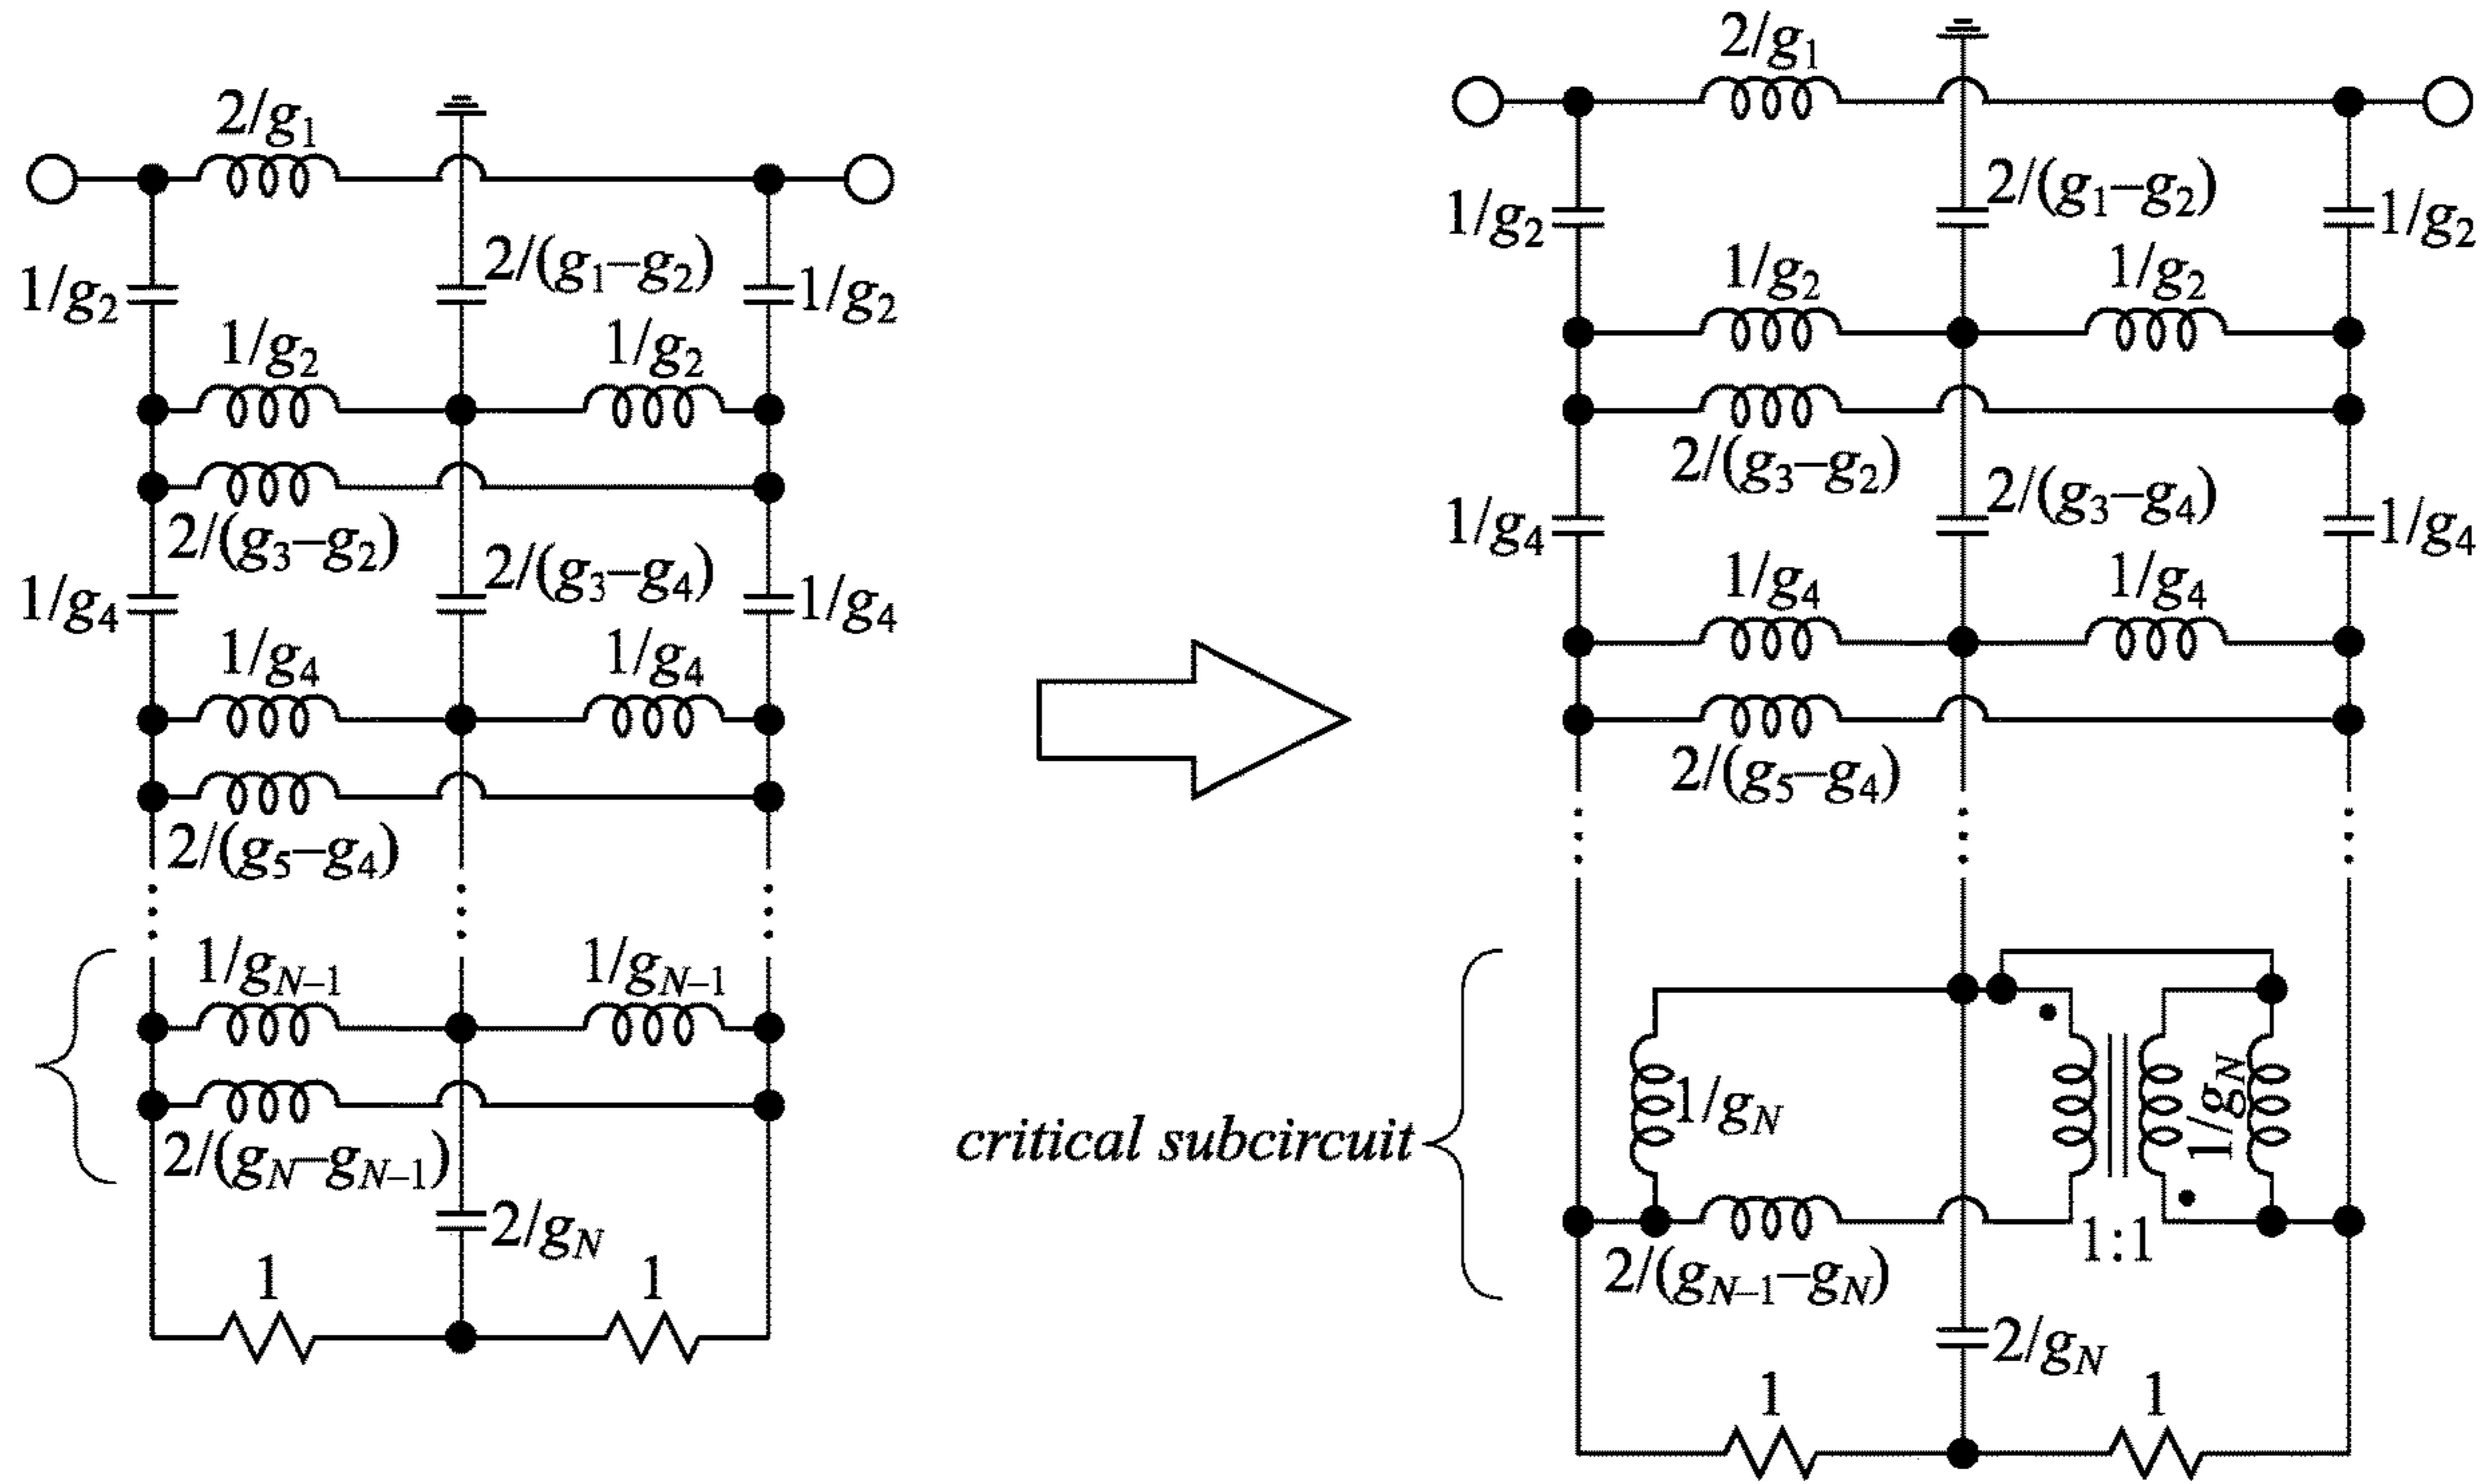 2/g1
1/g2
2/(g1–g2)
1/g2
1/g2
1/g2
2/(g3–g2)
1/g4
2/(g3–g4)
1/g4
1/g4
1/g4
2/(g5–g4)
1/gN–1
1/gN–1
2/(gN–gN–1)
2/gN
1
1
2/g1
1/g2
2/(g1–g2)
1/g2
1/g2
1/g2
2/(g3–g2)
1/g4
2/(g3–g4)
1/g4
1/g4
1/g4
2/(g5–g4)
critical subcircuit
1/gN
1/gN
2/(gN–1–gN)
1:1
2/gN
1
1